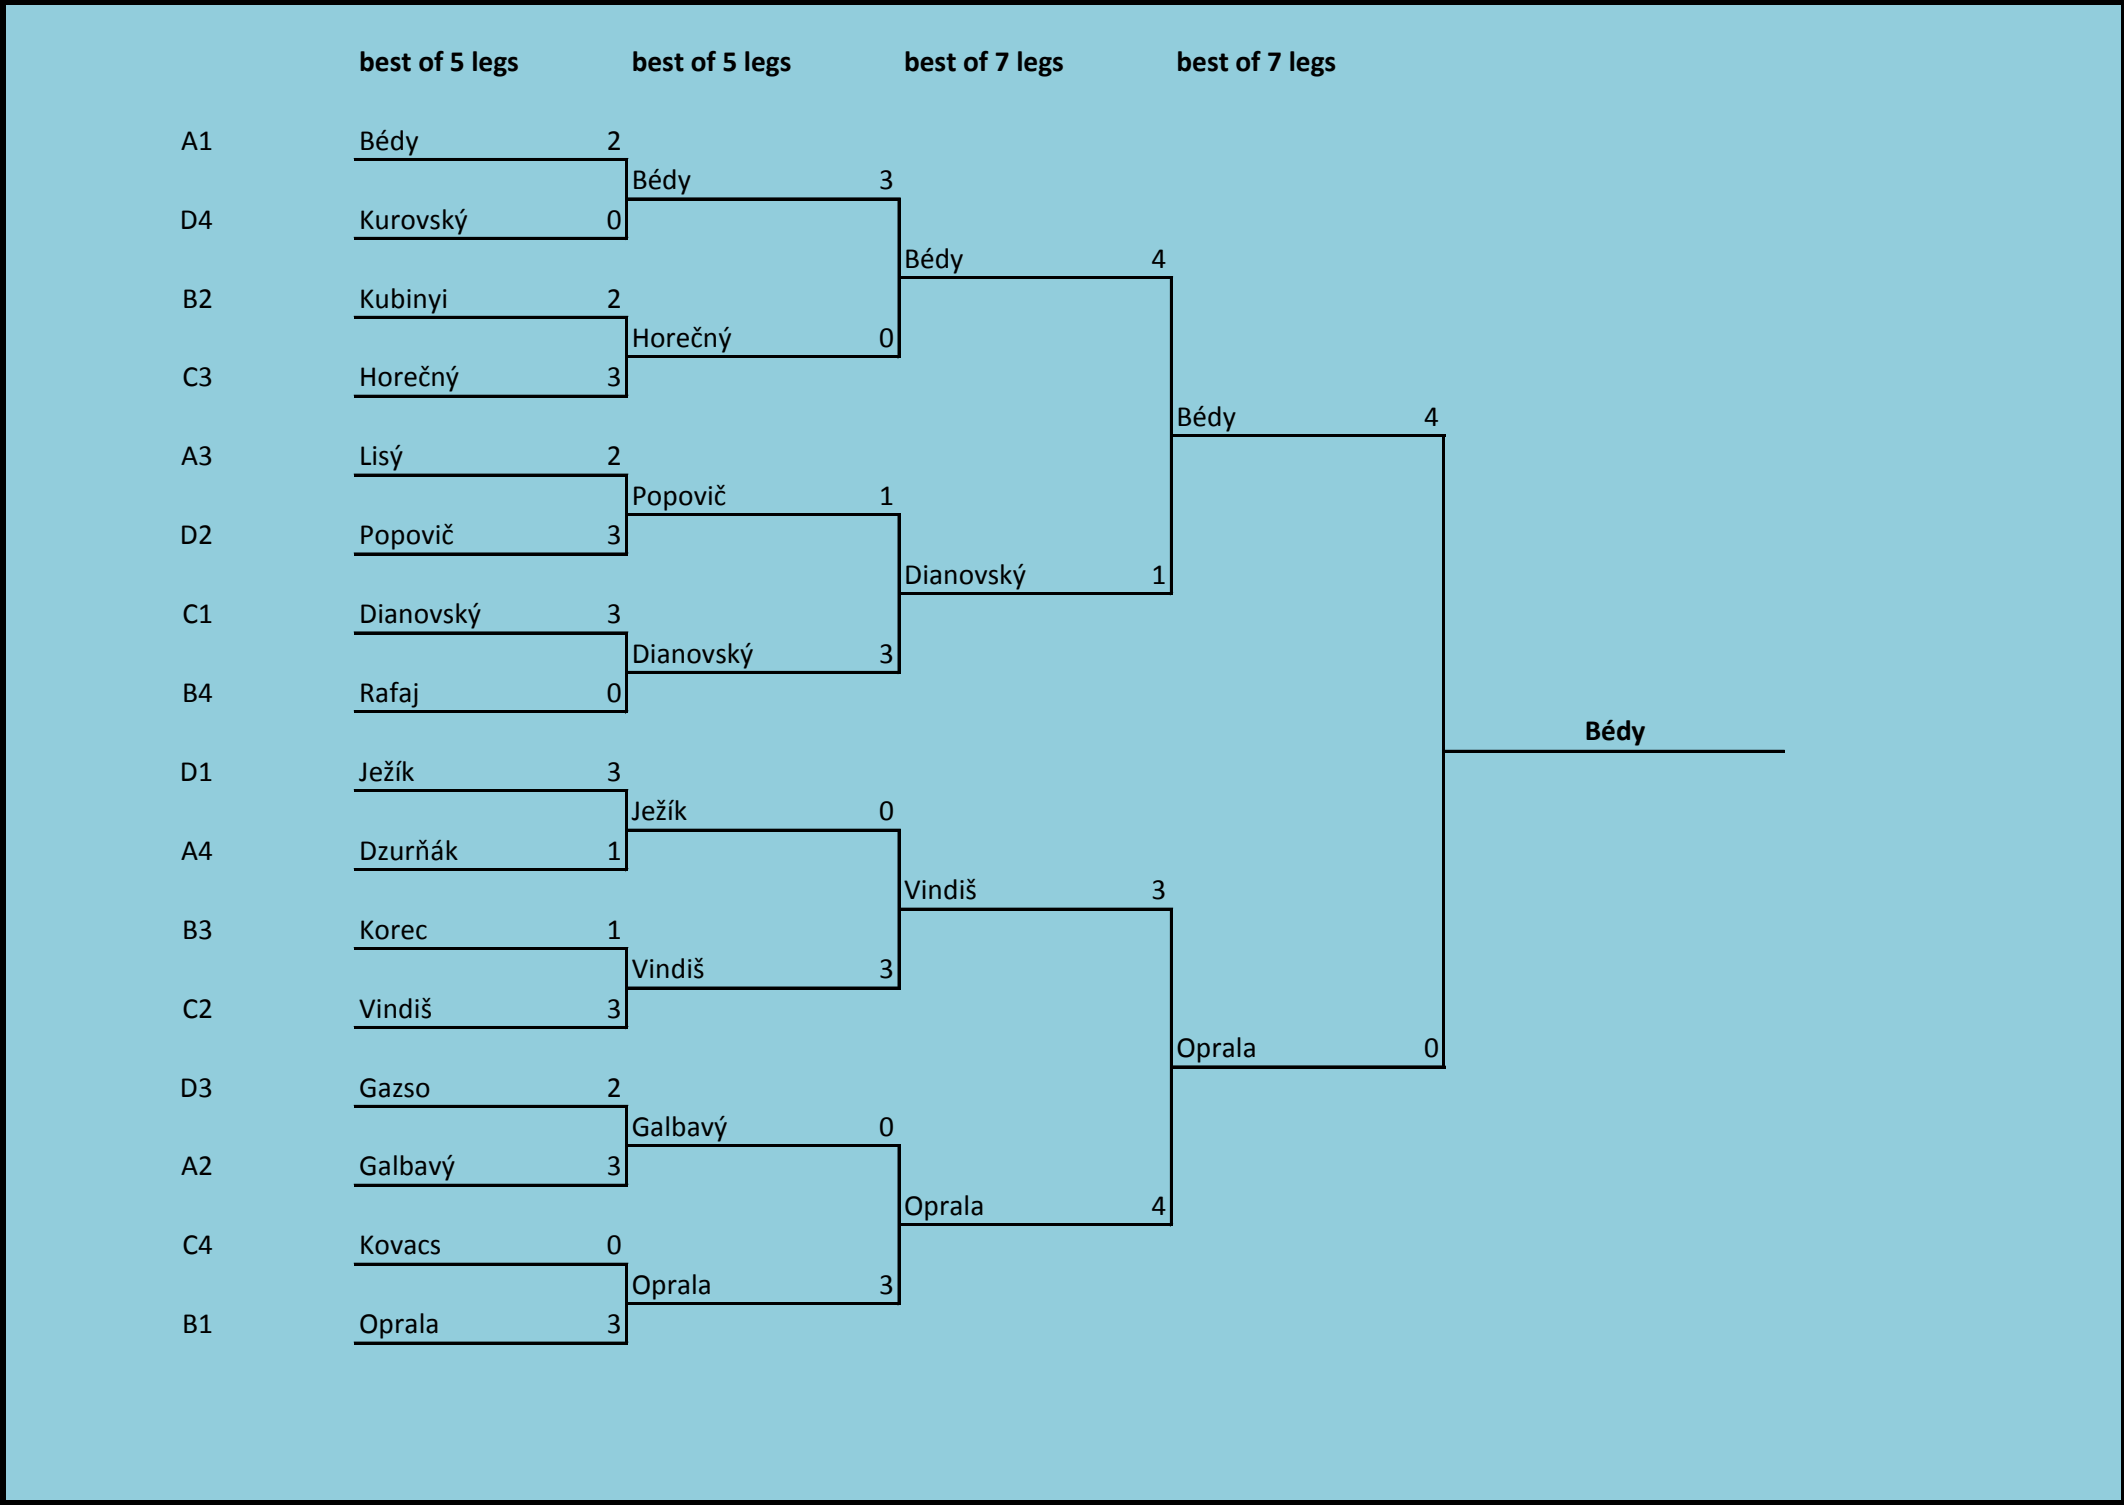 best of 5 legs best of 5 legs best of 7 legs best of 7 legs
A1 Bédy 2
Bédy 3
D4 Kurovský 0
Bédy 4
B2 Kubinyi 2
Horečný 0
C3 Horečný 3
Bédy 4
A3 Lisý 2
Popovič 1
D2 Popovič 3
Dianovský 1
C1 Dianovský 3
Dianovský 3
B4 Rafaj 0
Bédy
D1 Ježík 3
Ježík 0
A4 Dzurňák 1
Vindiš 3
B3 Korec 1
Vindiš 3
C2 Vindiš 3
Oprala 0
D3 Gazso 2
Galbavý 0
A2 Galbavý 3
Oprala 4
C4 Kovacs 0
Oprala 3
B1 Oprala 3